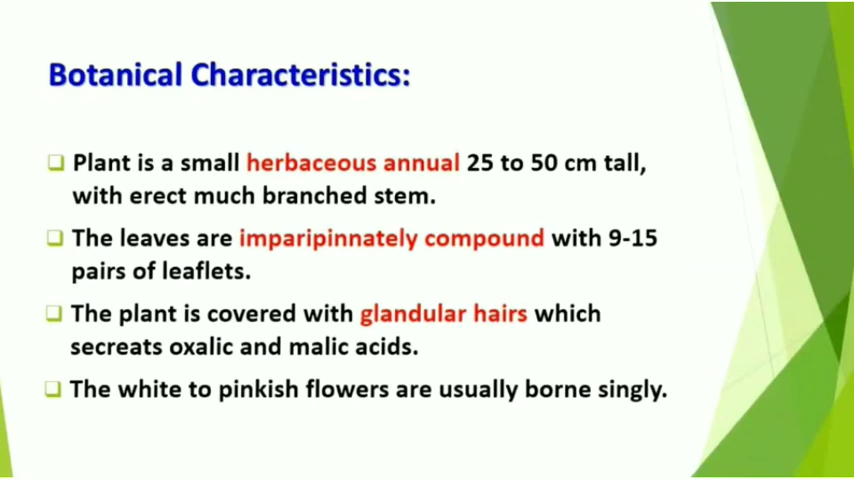 Botanical Characteristics:
Plant is a small herbaceous annual 25 to 50 cm tall,
with erect much branched stem.
The leaves are imparipinnately compound with 9-15
pairs of leaflets.
The plant is covered with glandular hairs which
secreats oxalic and malic acids.
The white to pinkish flowers are usually borne singly.